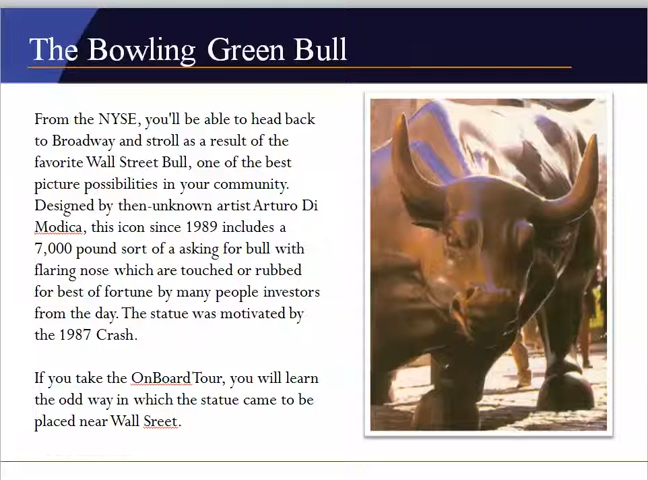 The Bowling Green Bull
From the NYSE, you'll be able to head back
to Broadway and stroll as a result of the
favorite Wall Street Bull, one of the best
picture possibilities in your community.
Designed by then-unknown artist Arturo Di
Modica, this icon since 1989 includes a
7,000 pound sort of a asking for bull with
flaring nose which are touched or rubbed
for best of fortune by many people investors
from the day. The statue was motivated by
the 1987 Crash.
If you take the OnBoard Tour, you will learn
the odd way in which the statue came to be
placed near Wall Sreet.